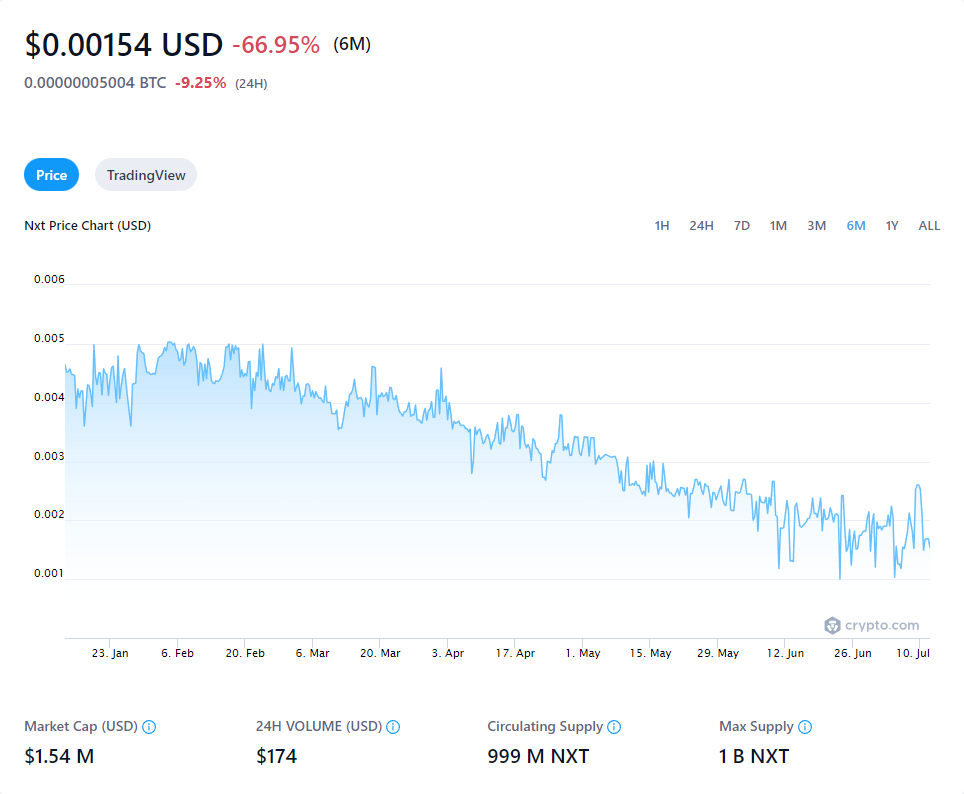 $0.00154 USD -66.95% (6M)
0.00000005004 BTC -9.25% (24H)
Price TradingView
Nxt Price Chart (USD) 1H 24H 7D 1M 3M 6M 1Y ALL
0.006
0.005
0.004
0.003
0.002
0.001
crypto.com
23. Jan 6. Feb 20. Feb 6. Mar 20. Mar 3. Apr 17. Apr 1. May 15. May 29. May 12. Jun 26. Jun 10. Jul
Market Cap (USD) 24H VOLUME (USD) Circulating Supply Max Supply
$1.54 M $174 999 M NXT 1 B NXT